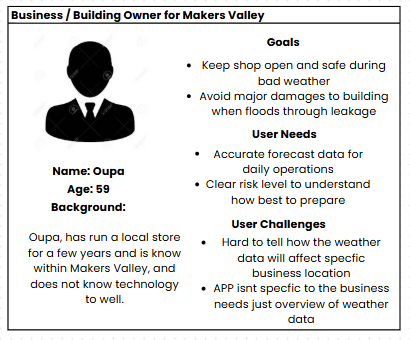 Business / Building Owner for Makers Valley
Name: Oupa
Age: 59
Background:
Oupa, has run a local store
for a few years and is know
within Makers Valley, and
does not know technology
to well.
Goals
• Keep shop open and safe during
bad weather
• Avoid major damages to building
when floods through leakage
User Needs
• Accurate forecast data for
daily operations
• Clear risk level to understand
how best to prepare
User Challenges
• Hard to tell how the weather
data will affect specfic
business location
• APP isnt specfic to the business
needs just overview of weather
data